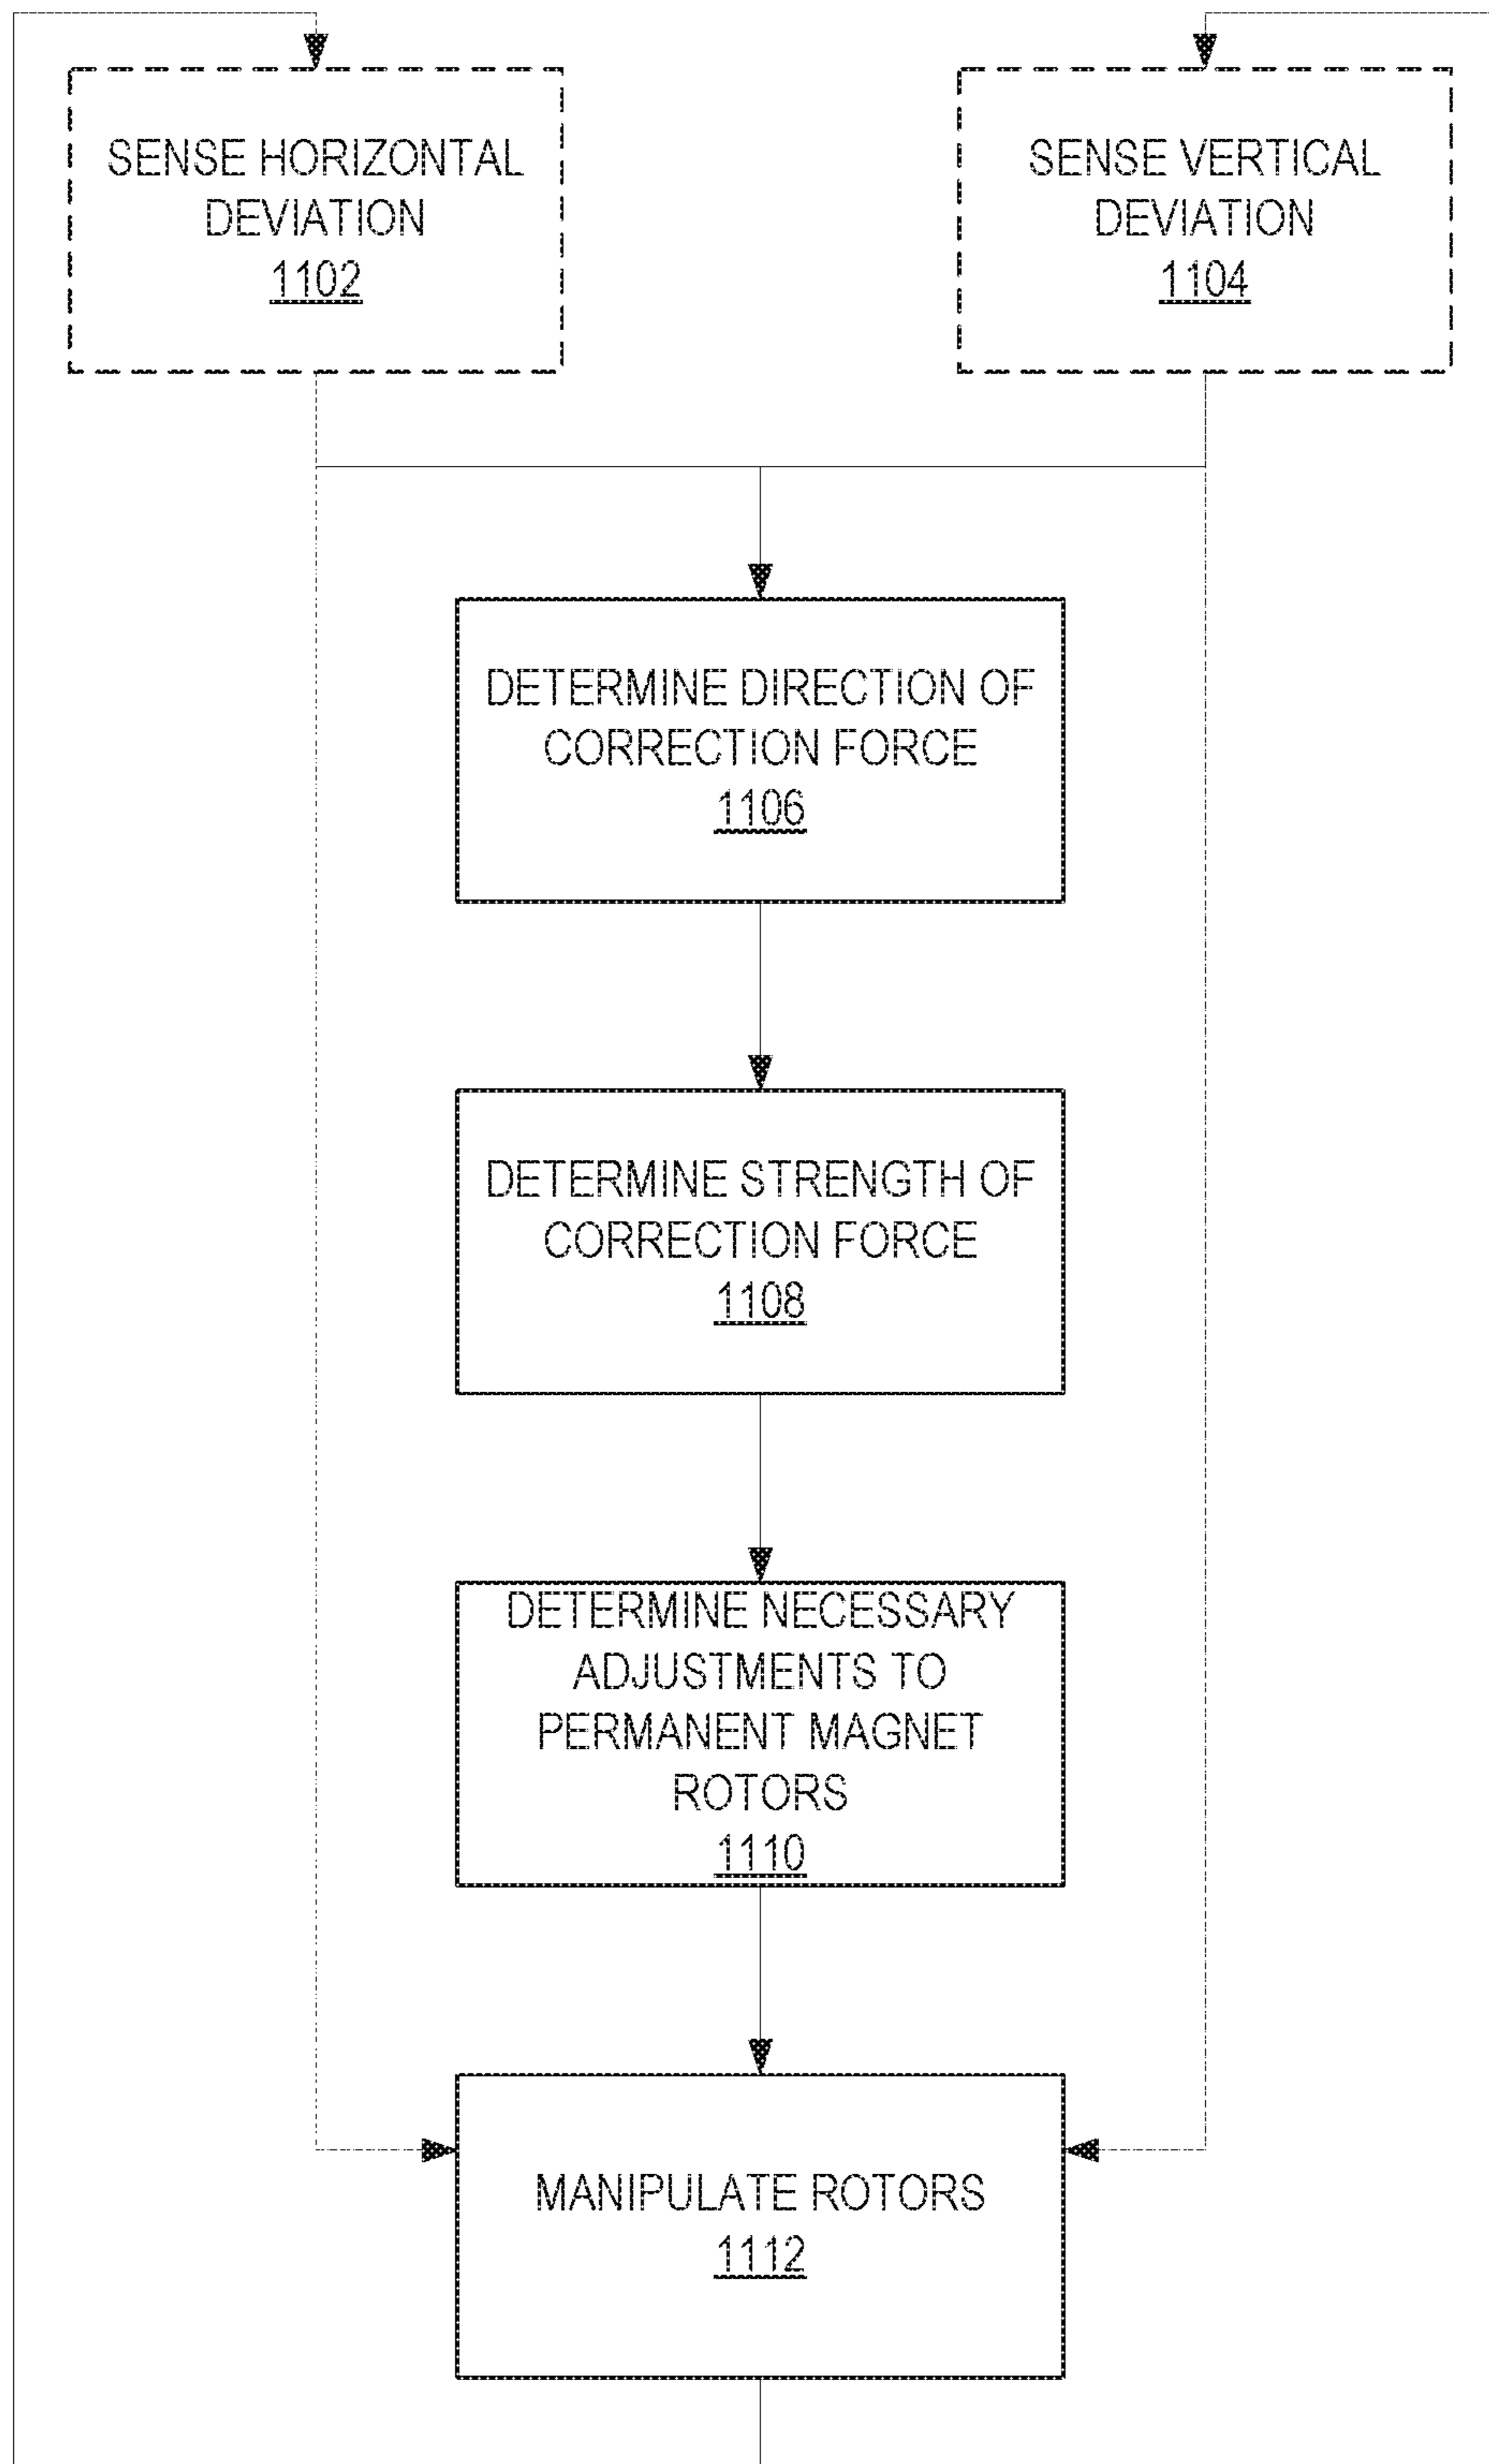 SENSE HORIZONTAL
DEVIATION
1102
SENSE VERTICAL
DEVIATION
1104
DETERMINE DIRECTION OF
CORRECTION FORCE
1106
DETERMINE STRENGTH OF
CORRECTION FORCE
1108
DETERMINE NECESSARY
ADJUSTMENTS TO
PERMANENT MAGNET
ROTORS
1110
MANIPULATE ROTORS
1112